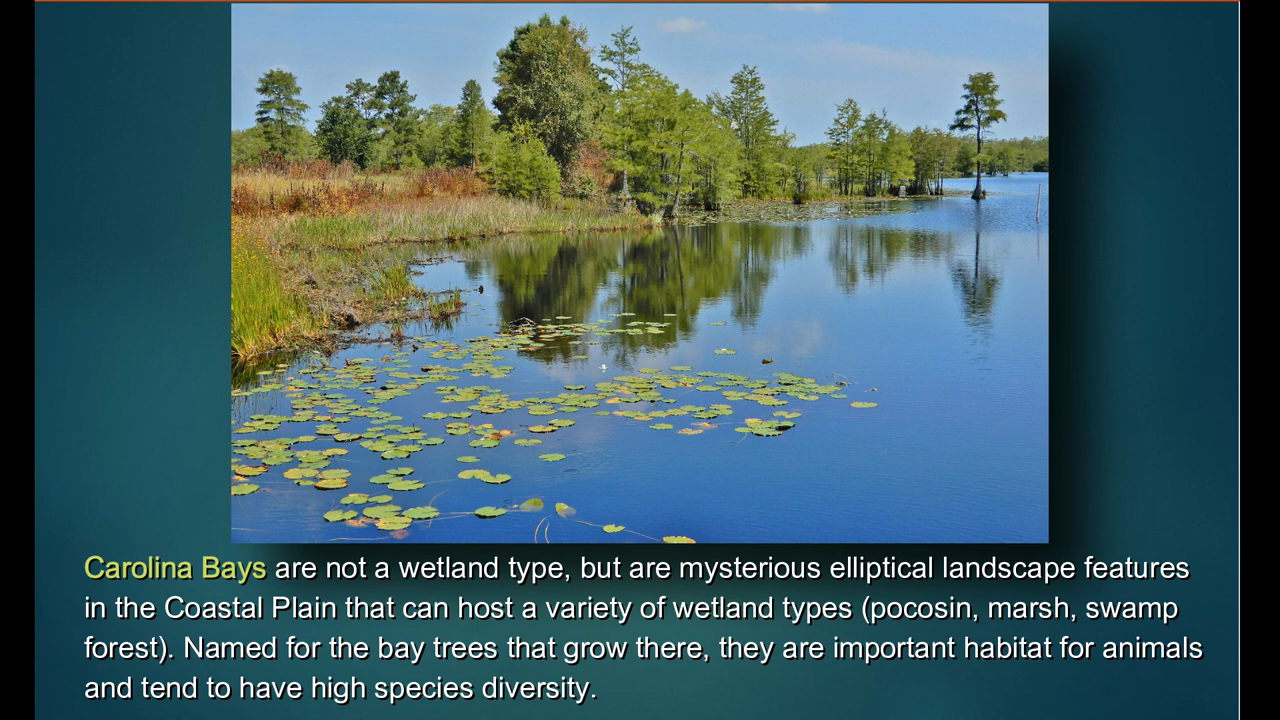 Carolina Bays are not a wetland type, but are mysterious elliptical landscape features
in the Coastal Plain that can host a variety of wetland types (pocosin, marsh, swamp
forest). Named for the bay trees that grow there, they are important habitat for animals
and tend to have high species diversity.